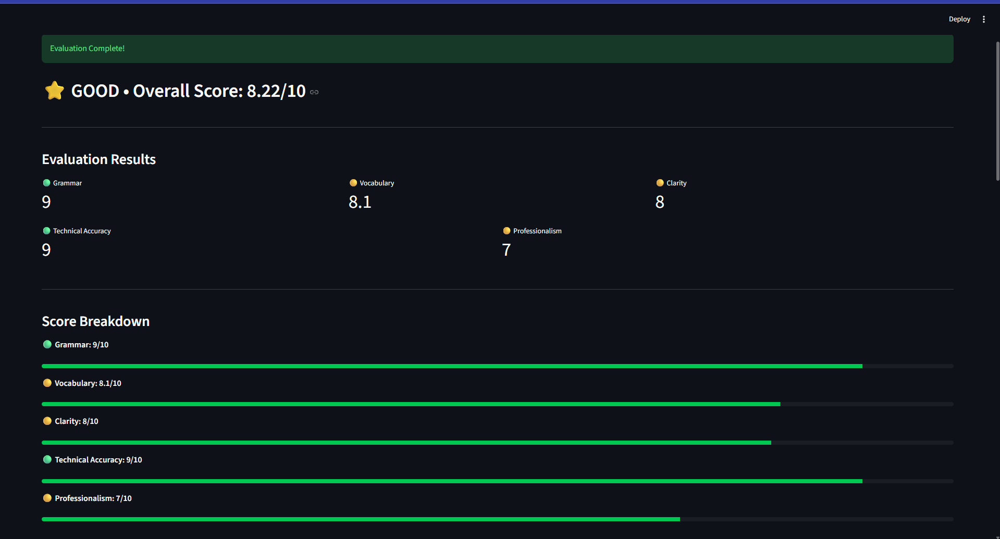 Deploy
Evaluation Complete!
GOOD • Overall Score: 8.22/10
Evaluation Results
Grammar
Vocabulary
Clarity
9
8.1
8
Technical Accuracy
Professionalism
9
7
Score Breakdown
Grammar: 9/10
Vocabulary: 8.1/10
Clarity: 8/10
Technical Accuracy: 9/10
Professionalism: 7/10